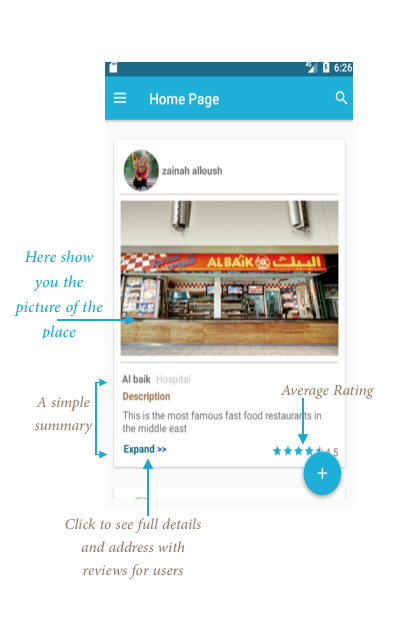 4G 6:26
Home Page
zainah alloush
ALBAIK البيك
Here show
you the
picture of the
place
Al baik Hospital
Description
This is the most famous fast food restaurants in
the middle east
Expand >>
4.5
+
A simple
summary
Average Rating
Click to see full details
and address with
reviews for users